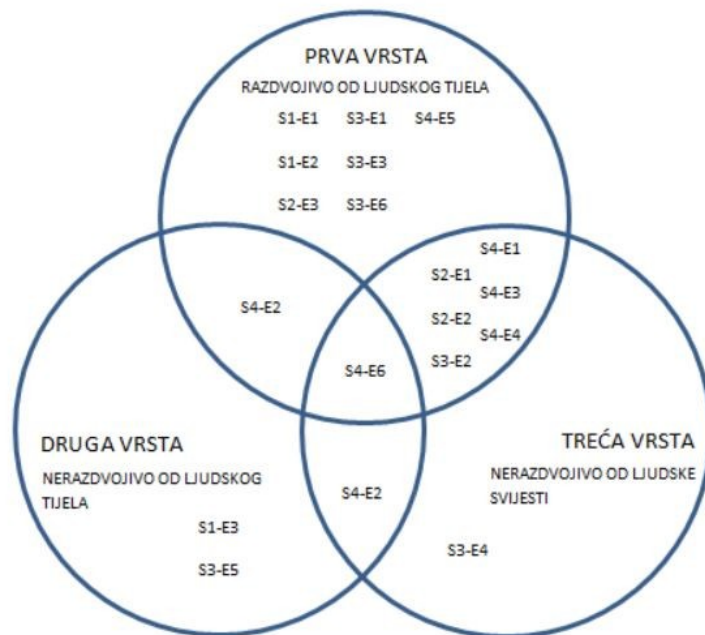 PRVA VRSTA
RAZDVOJIVO OD LJUDSKOG TIJELA
S1-E1 S3-E1 S4-E5
S1-E2 S3-E3
S2-E3 S3-E6
S4-E1
S2-E1
S4-E3
S4-E2
S2-E2
S4-E4
S3-E2
S4-E6
DRUGA VRSTA
NERAZDVOJIVO OD LJUDSKOG
TIJELA
TREĆA VRSTA
NERAZDVOJIVO OD LJUDSKE
SVIJESTI
S4-E2
S1-E3
S3-E4
S3-E5